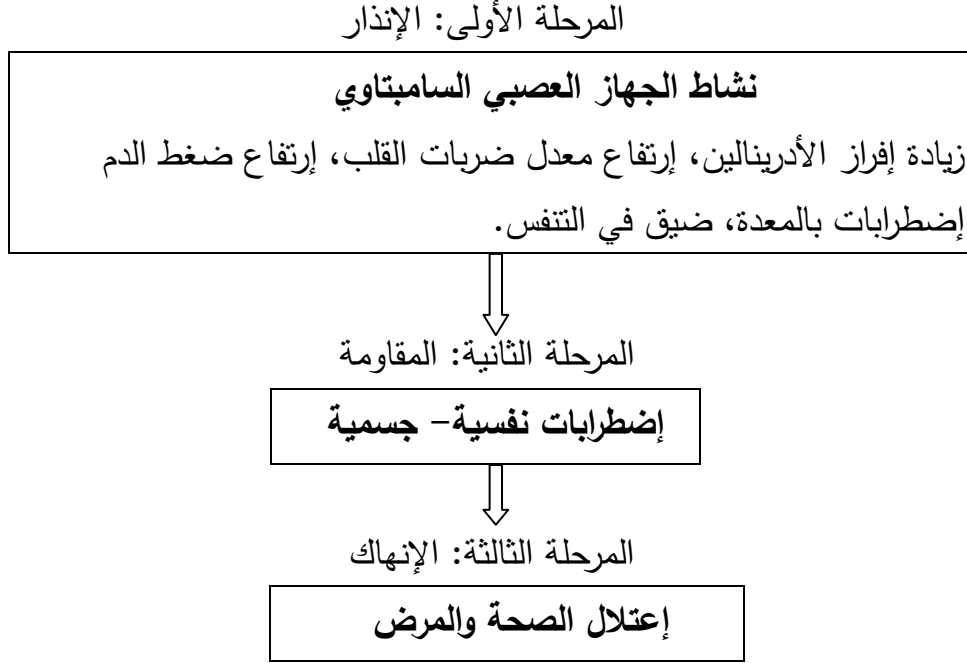 المرحلة الأولى: الإنذار
نشاط الجهاز العصبي السامبتاوي
زيادة إفراز الأدرينالين، إرتفاع معدل ضربات القلب، إرتفاع ضغط الدم
إضطرابات بالمعدة، ضيق في التنفس.
المرحلة الثانية: المقاومة
إضطرابات نفسية- جسمية
المرحلة الثالثة: الإنهاك
إعتلال الصحة والمرض